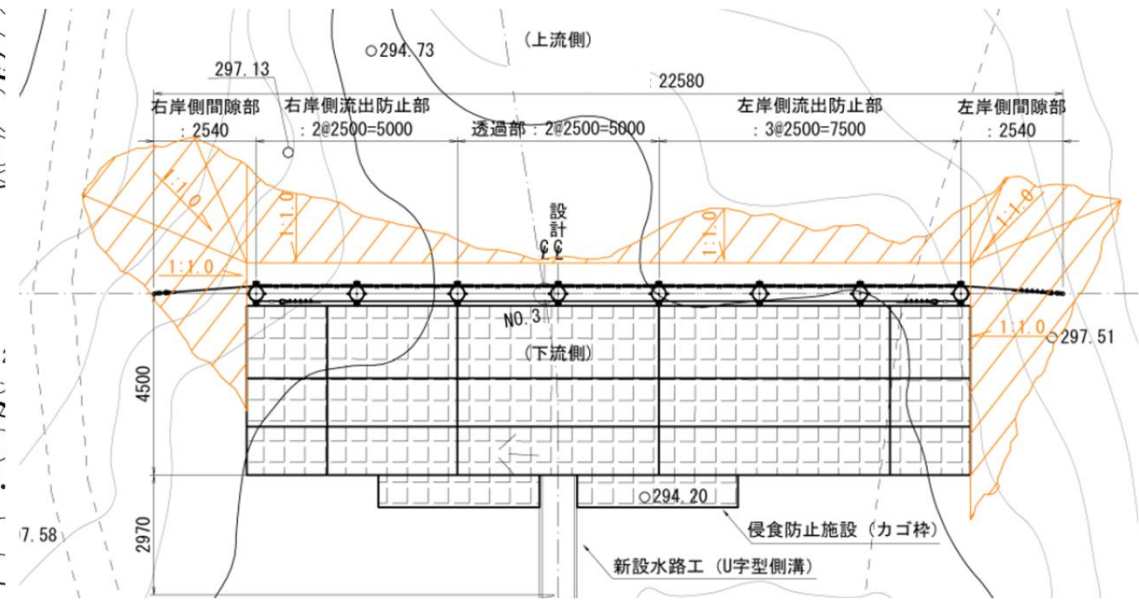 (上流側)
294.73
297.13
22580
右岸側間隙部
: 2540
右岸側流出防止部
: 2@2500=5000
透過部 : 2@2500=5000
左岸側流出防止部
: 3@2500=7500
左岸側間隙部
: 2540
1:1.0
1:1.0
1:1.0
1:1.0
設計
℄ ℄
1:1.0
NO.3
(下流側)
1:1.0
297.51
4500
294.20
2970
7.58
侵食防止施設 (カゴ枠)
新設水路工 (U字型側溝)